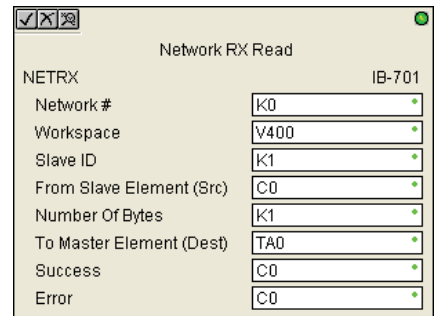 Network RX Read
NETRX IB-701
Network # K0
Workspace V400
Slave ID K1
From Slave Element (Src) C0
Number Of Bytes K1
To Master Element (Dest) TA0
Success C0
Error C0